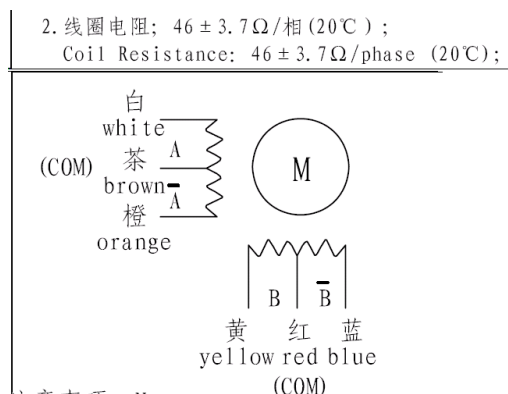 2.线圈电阻; 46±3.7Ω/相(20℃);
Coil Resistance: 46±3.7Ω/phase (20℃);
白
white
A
(COM)
茶
brown
A̅
橙
orange
M
B
B̅
黄 红 蓝
yellow red blue
(COM)